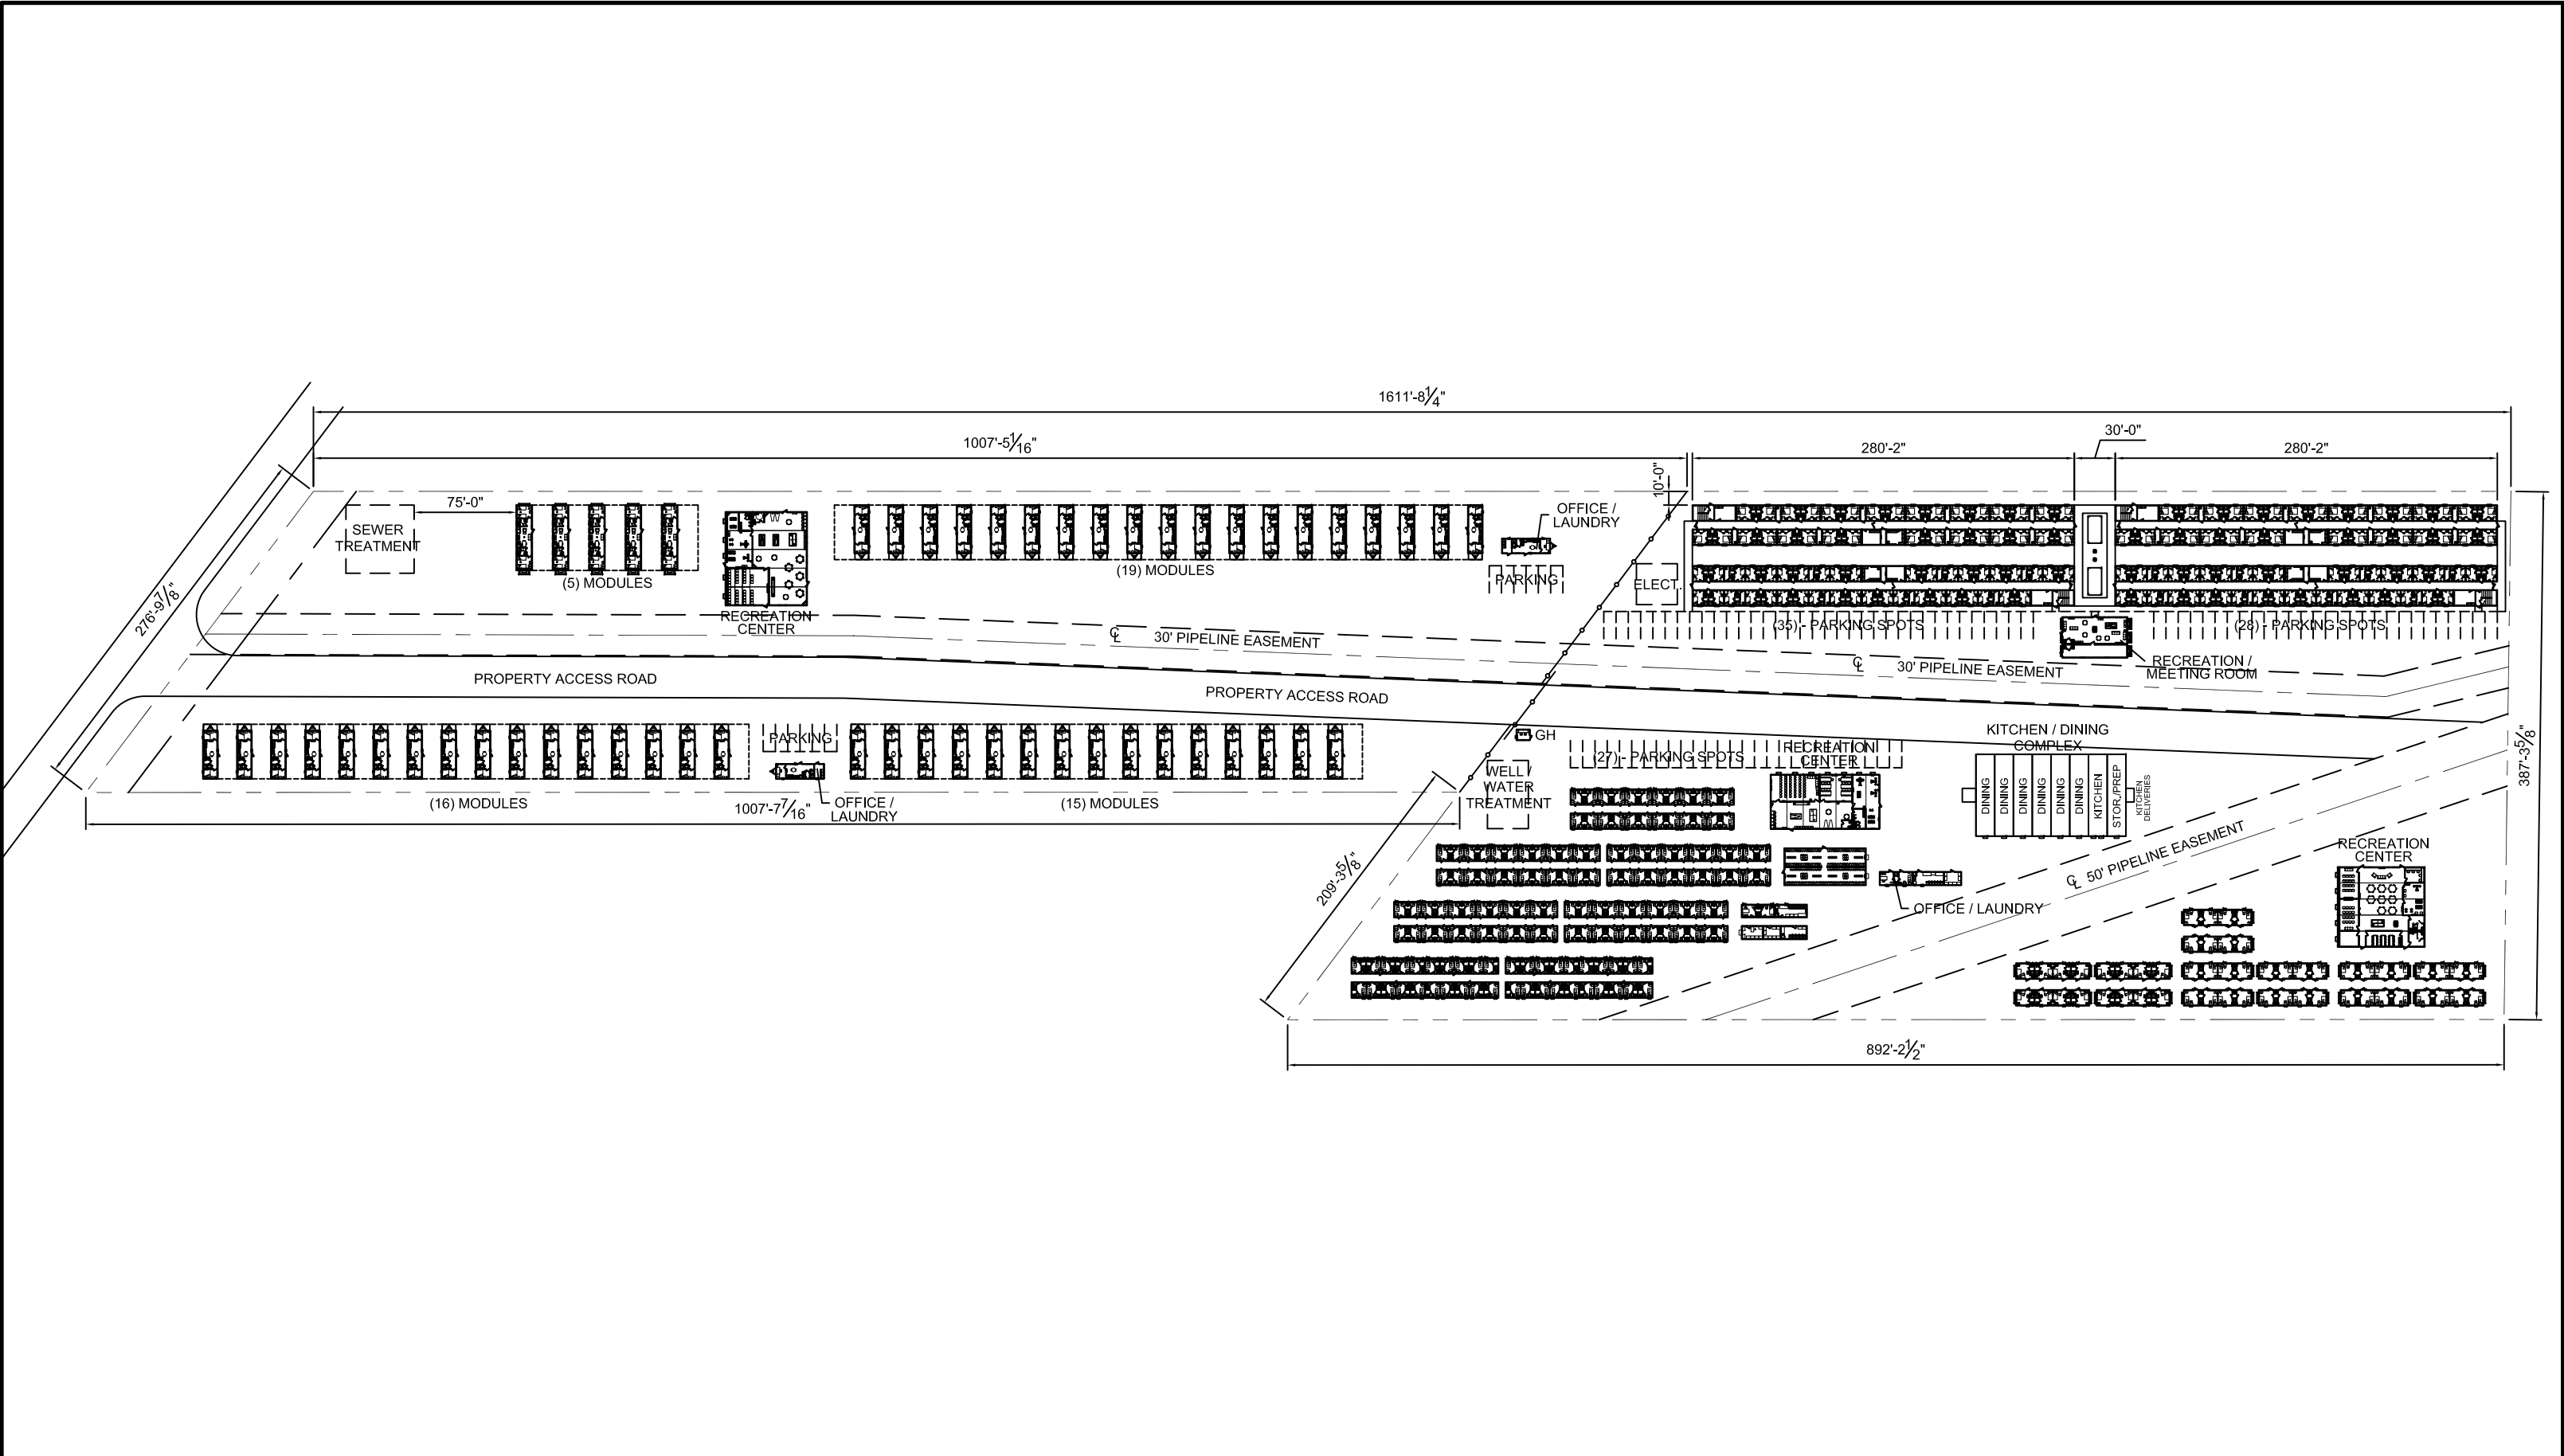 1611'-8 1/4"
1007'-5 1/16"
280'-2"
30'-0"
280'-2"
10'-0"
75'-0"
276'-9 7/8"
SEWER
TREATMENT
(5) MODULES
RECREATION
CENTER
(19) MODULES
OFFICE /
LAUNDRY
PARKING
ELECT.
(35) - PARKING SPOTS
(28) - PARKING SPOTS
RECREATION /
MEETING ROOM
℄ 30' PIPELINE EASEMENT
℄ 30' PIPELINE EASEMENT
PROPERTY ACCESS ROAD
PROPERTY ACCESS ROAD
PARKING
(16) MODULES
OFFICE /
LAUNDRY
(15) MODULES
1007'-7 7/16"
GH
WELL /
WATER
TREATMENT
(27) - PARKING SPOTS
RECREATION
CENTER
KITCHEN / DINING
COMPLEX
DINING
DINING
DINING
DINING
DINING
DINING
KITCHEN
STOR./PREP
KITCHEN
DELIVERIES
387'-3 5/8"
209'-3 5/8"
℄ 50' PIPELINE EASEMENT
OFFICE / LAUNDRY
RECREATION
CENTER
892'-2 1/2"